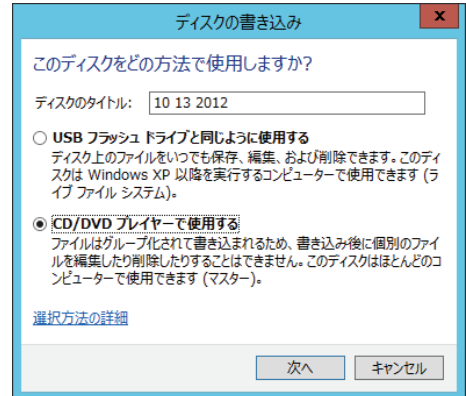 ディスクの書き込み
x
このディスクをどの方法で使用しますか?
ディスクのタイトル: 10 13 2012
USB フラッシュ ドライブと同じように使用する
ディスク上のファイルをいつでも保存、編集、および削除できます。このディ
スクは Windows XP 以降を実行するコンピューターで使用できます (ラ
イブ ファイル システム)。
CD/DVD プレイヤーで使用する
ファイルはグループ化されて書き込まれるため、書き込み後に個別のファイ
ルを編集したり削除したりすることはできません。このディスクはほとんどのコ
ンピューターで使用できます (マスター)。
選択方法の詳細
次へ キャンセル